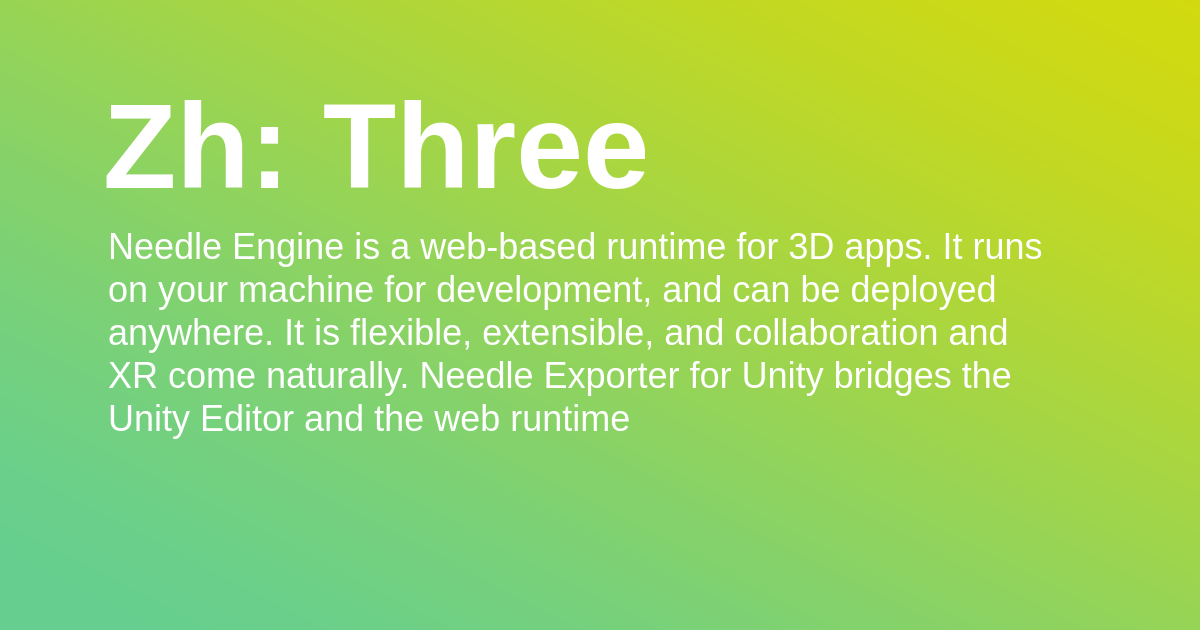 Zh: Three
Needle Engine is a web-based runtime for 3D apps. It runs
on your machine for development, and can be deployed
anywhere. It is flexible, extensible, and collaboration and
XR come naturally. Needle Exporter for Unity bridges the
Unity Editor and the web runtime